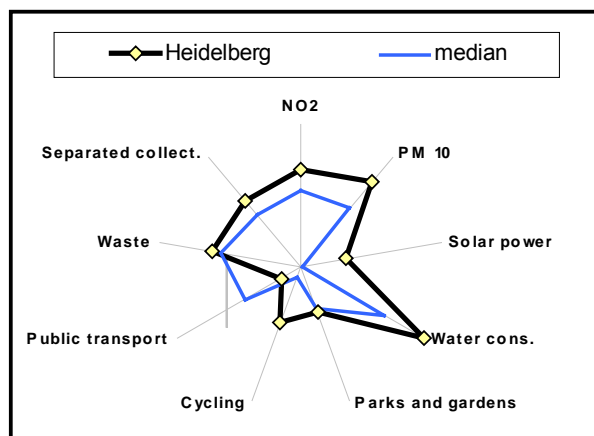 Heidelberg median
NO2
Separated collect. PM 10
Waste Solar power
Public transport Water cons.
Cycling Parks and gardens